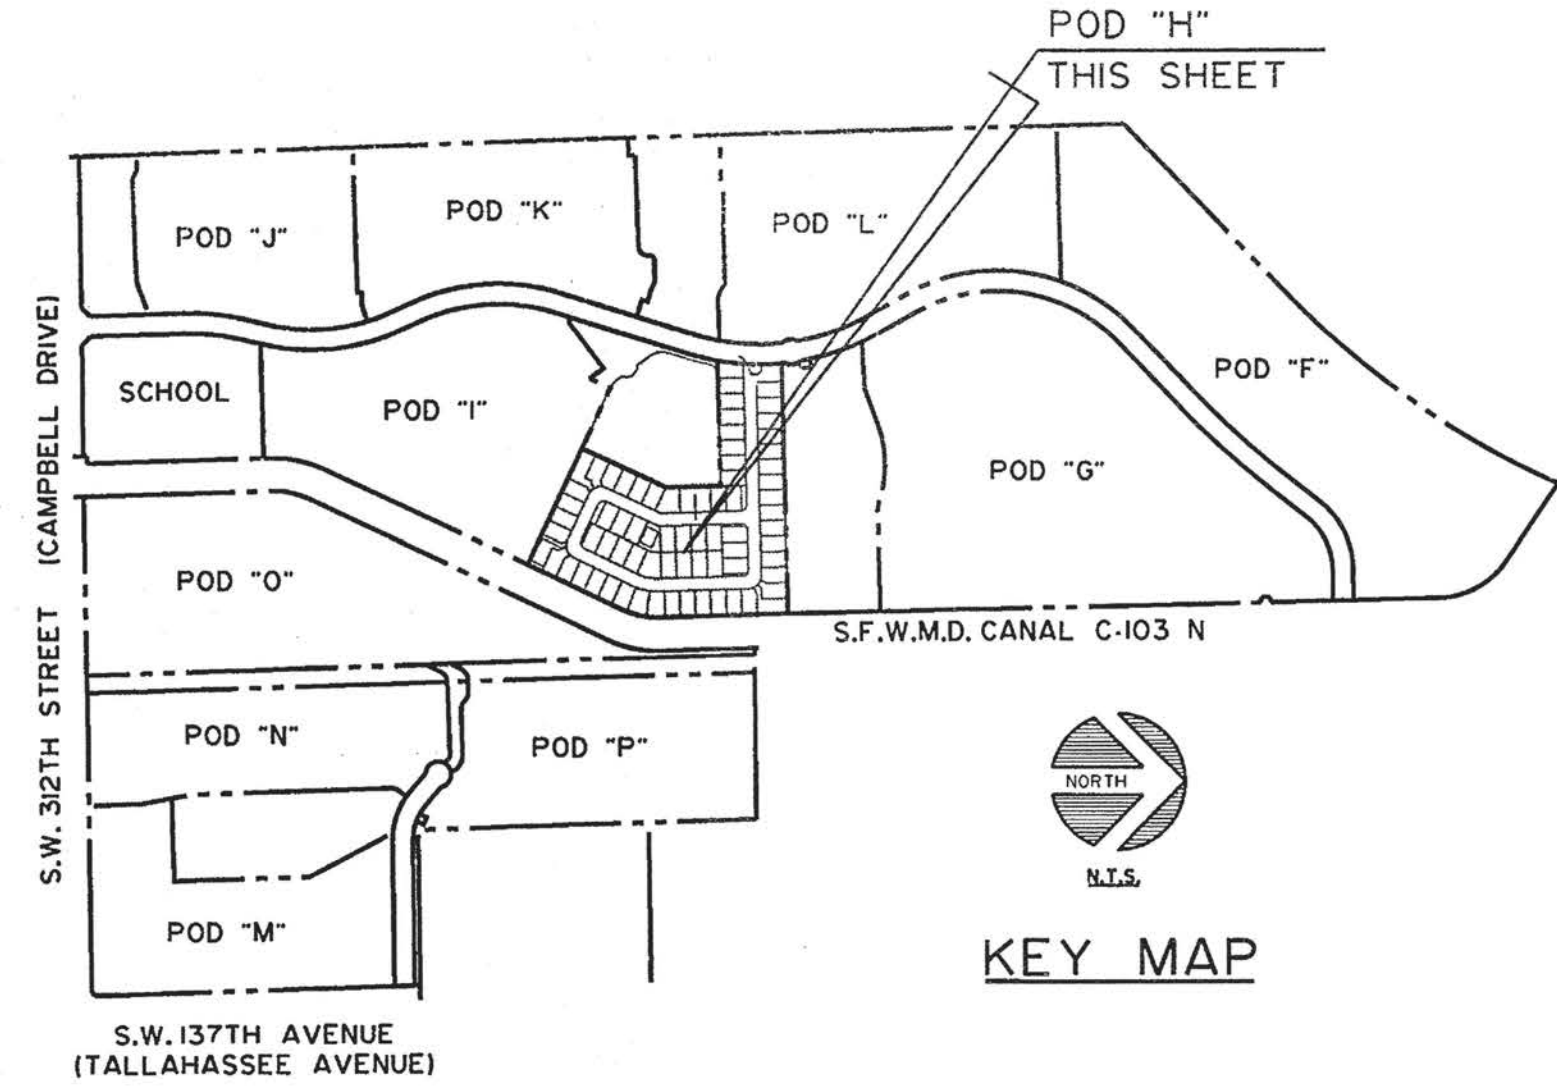 POD "H"
THIS SHEET
POD "J"
POD "K"
POD "L"
POD "F"
SCHOOL
POD "I"
POD "G"
S.W. 312TH STREET (CAMPBELL DRIVE)
POD "O"
S.F.W.M.D. CANAL C-103 N
POD "N"
POD "P"
NORTH
N.T.S.
POD "M"
KEY MAP
S.W. 137TH AVENUE
(TALLAHASSEE AVENUE)